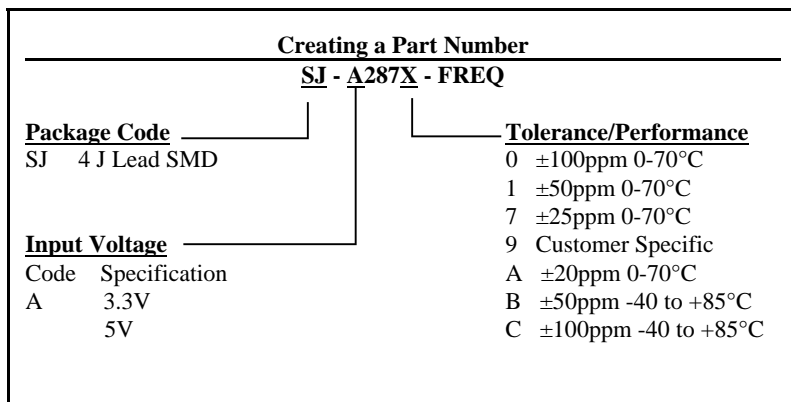 Creating a Part Number
SJ - A287X - FREQ
Package Code
SJ 4 J Lead SMD
Input Voltage
Code Specification
A 3.3V
5V
Tolerance/Performance
0 ±100ppm 0-70°C
1 ±50ppm 0-70°C
7 ±25ppm 0-70°C
9 Customer Specific
A ±20ppm 0-70°C
B ±50ppm -40 to +85°C
C ±100ppm -40 to +85°C